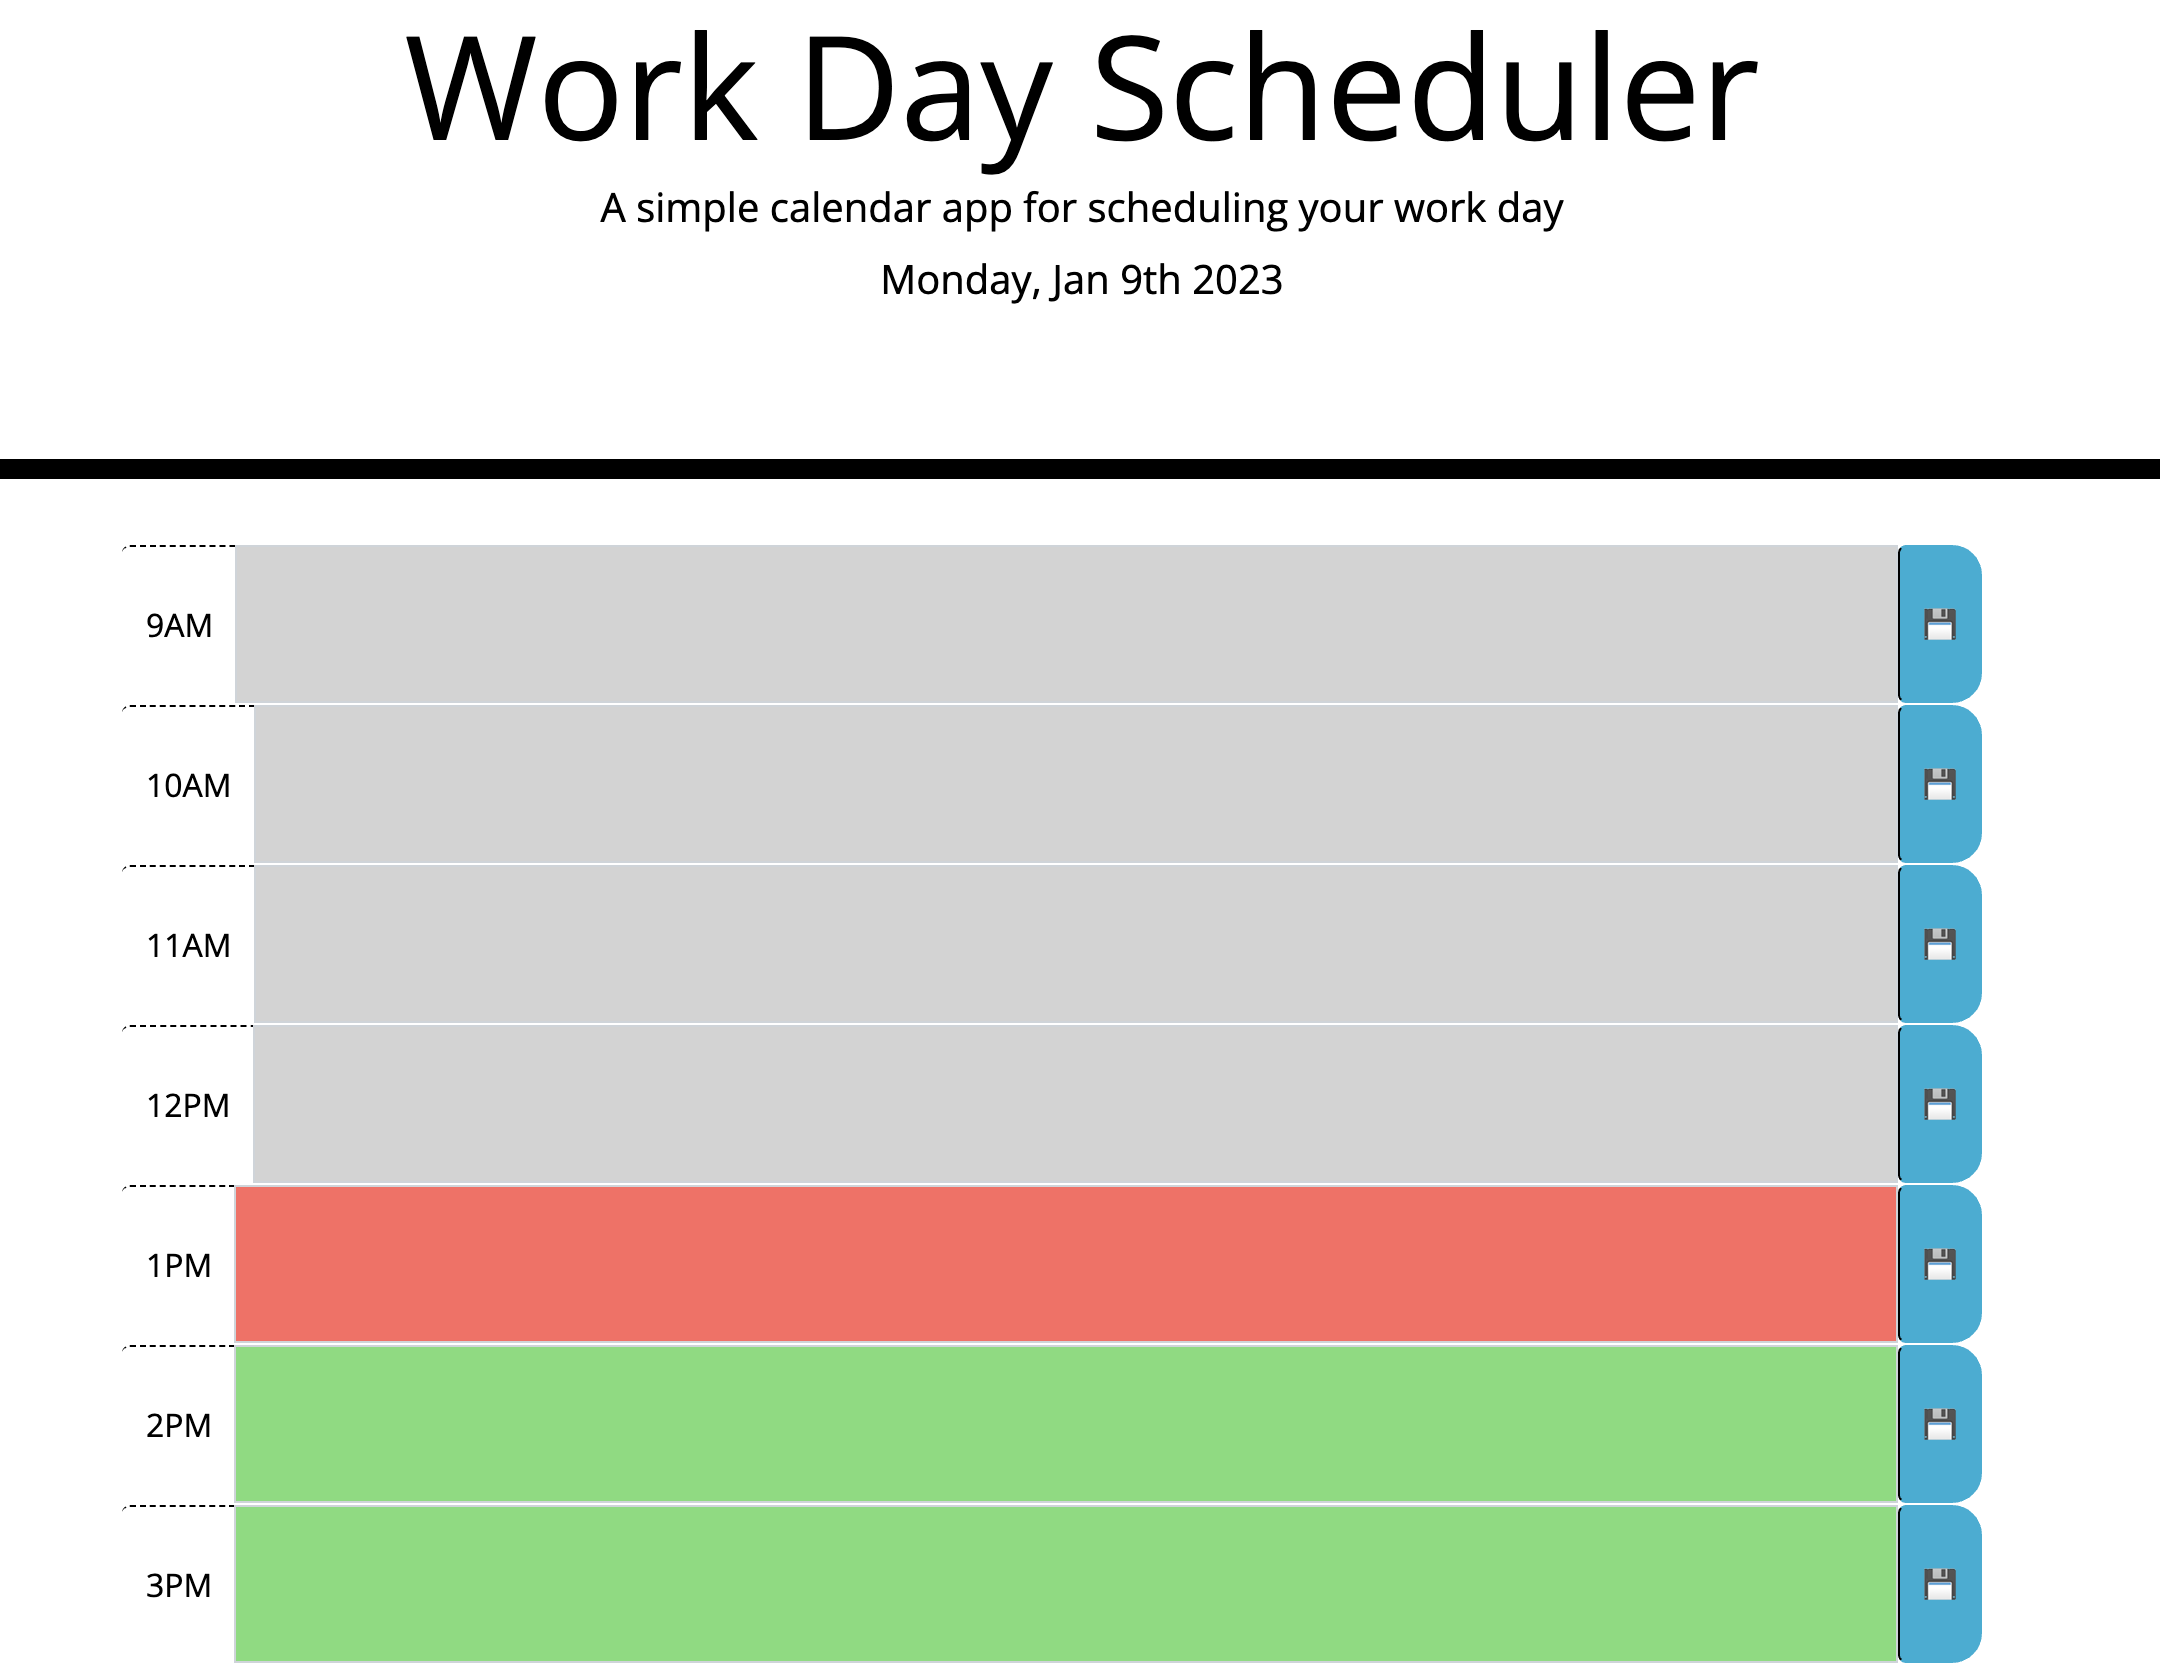 Work Day Scheduler
A simple calendar app for scheduling your work day
Monday, Jan 9th 2023
9AM
10AM
11AM
12PM
1PM
2PM
3PM